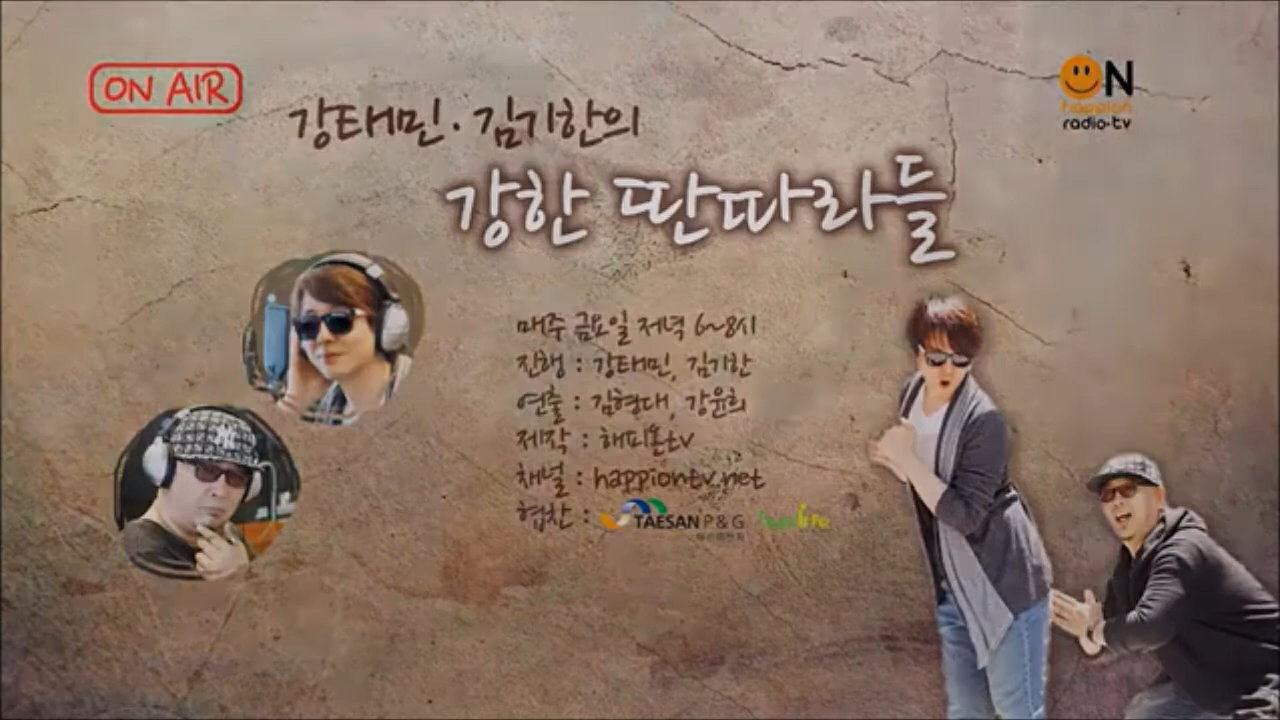 ON AIR
강태민·김기한의
강한 딴따라들
ON
happion
radio·tv
매주 금요일 저녁 6~8시
진행 : 강태민, 김기한
연출 : 김형대, 강윤희
제작 : 해피온tv
채널 : happiontv.net
협찬 : TAESAN P&G